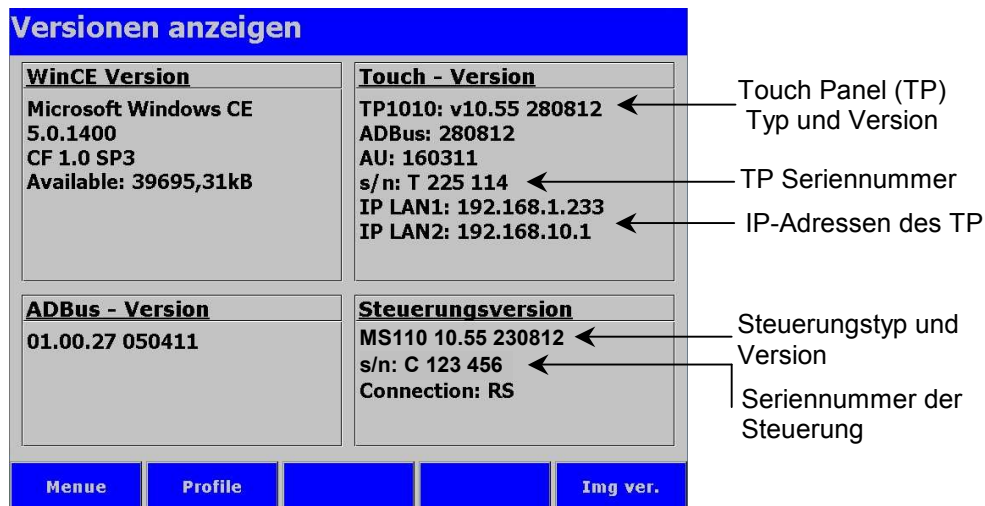 Versionen anzeigen
WinCE Version
Microsoft Windows CE
5.0.1400
CF 1.0 SP3
Available: 39695,31kB
Touch - Version
TP1010: v10.55 280812
ADBus: 280812
AU: 160311
s/n: T 225 114
IP LAN1: 192.168.1.233
IP LAN2: 192.168.10.1
Touch Panel (TP)
Typ und Version
TP Seriennummer
IP-Adressen des TP
ADBus - Version
01.00.27 050411
Steuerungsversion
MS110 10.55 230812
s/n: C 123 456
Connection: RS
Steuerungstyp und
Version
Seriennummer der
Steuerung
Menue
Profile
Img ver.